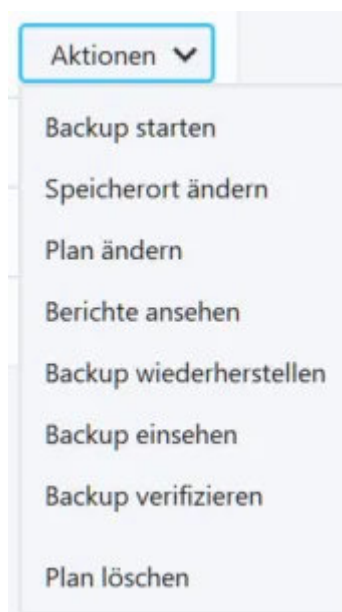 Aktionen
Backup starten
Speicherort ändern
Plan ändern
Berichte ansehen
Backup wiederherstellen
Backup einsehen
Backup verifizieren
Plan löschen